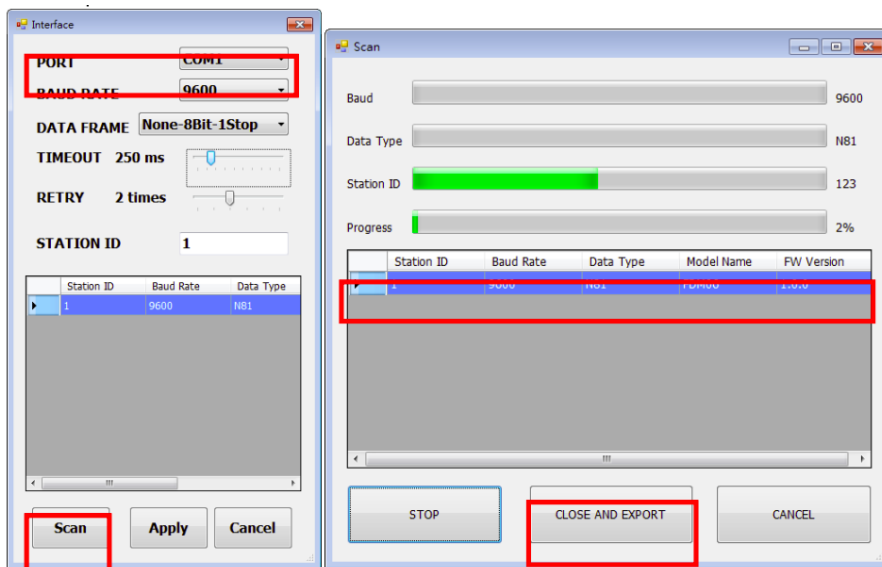 Interface
PORT COM1
BAUD RATE 9600
DATA FRAME None-8Bit-1Stop
TIMEOUT 250 ms
RETRY 2 times
STATION ID 1
Station ID Baud Rate Data Type
1 9600 N81
Scan Apply Cancel
Scan
Baud 9600
Data Type N81
Station ID 123
Progress 2%
Station ID Baud Rate Data Type Model Name FW Version
1 9600 N81 1.0.0
STOP CLOSE AND EXPORT CANCEL